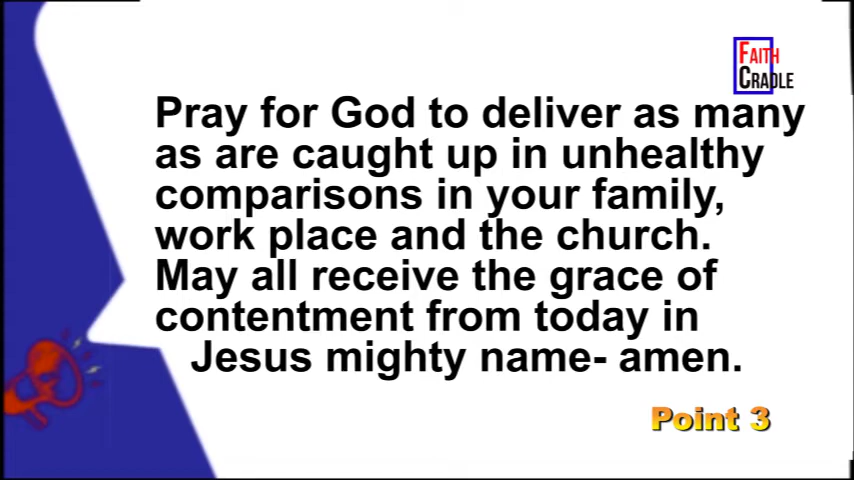 FAITH
CRADLE
Pray for God to deliver as many
as are caught up in unhealthy
comparisons in your family,
work place and the church.
May all receive the grace of
contentment from today in
Jesus mighty name- amen.
Point 3